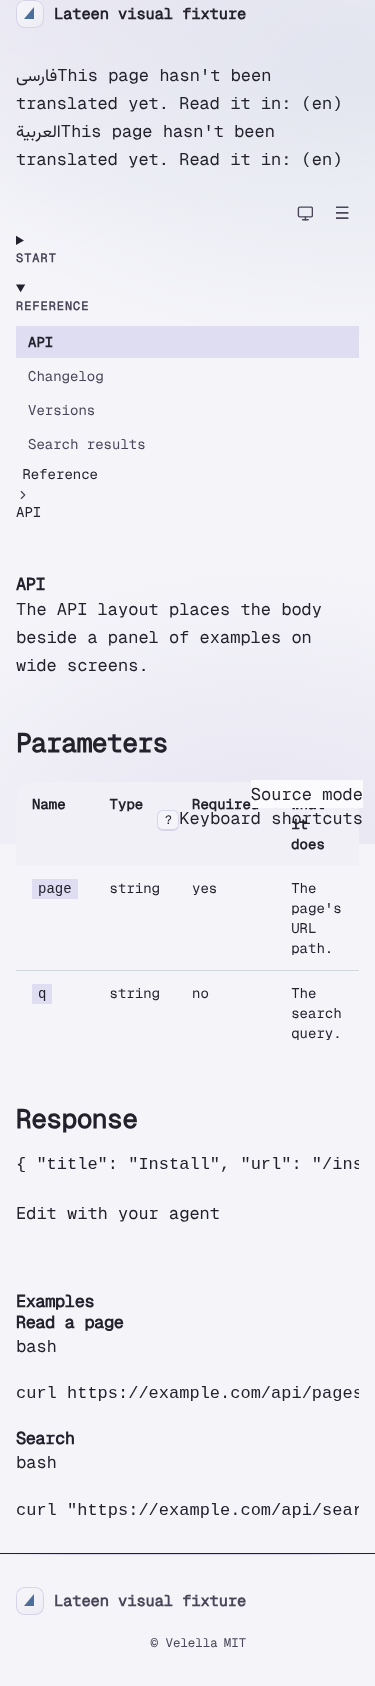 Lateen visual fixture
فارسیThis page hasn't been
translated yet. Read it in: (en)
العربيةThis page hasn't been
translated yet. Read it in: (en)
START
REFERENCE
API
Changelog
Versions
Search results
Reference
API
API
The API layout places the body
beside a panel of examples on
wide screens.
Parameters
Source mode
Name Type Required
it
? Keyboard shortcuts
does
page string yes The
page's
URL
path.
q string no The
search
query.
Response
{ "title": "Install", "url": "/ins
Edit with your agent
Examples
Read a page
bash
curl https://example.com/api/pages
Search
bash
curl "https://example.com/api/sear
Lateen visual fixture
© Velella MIT